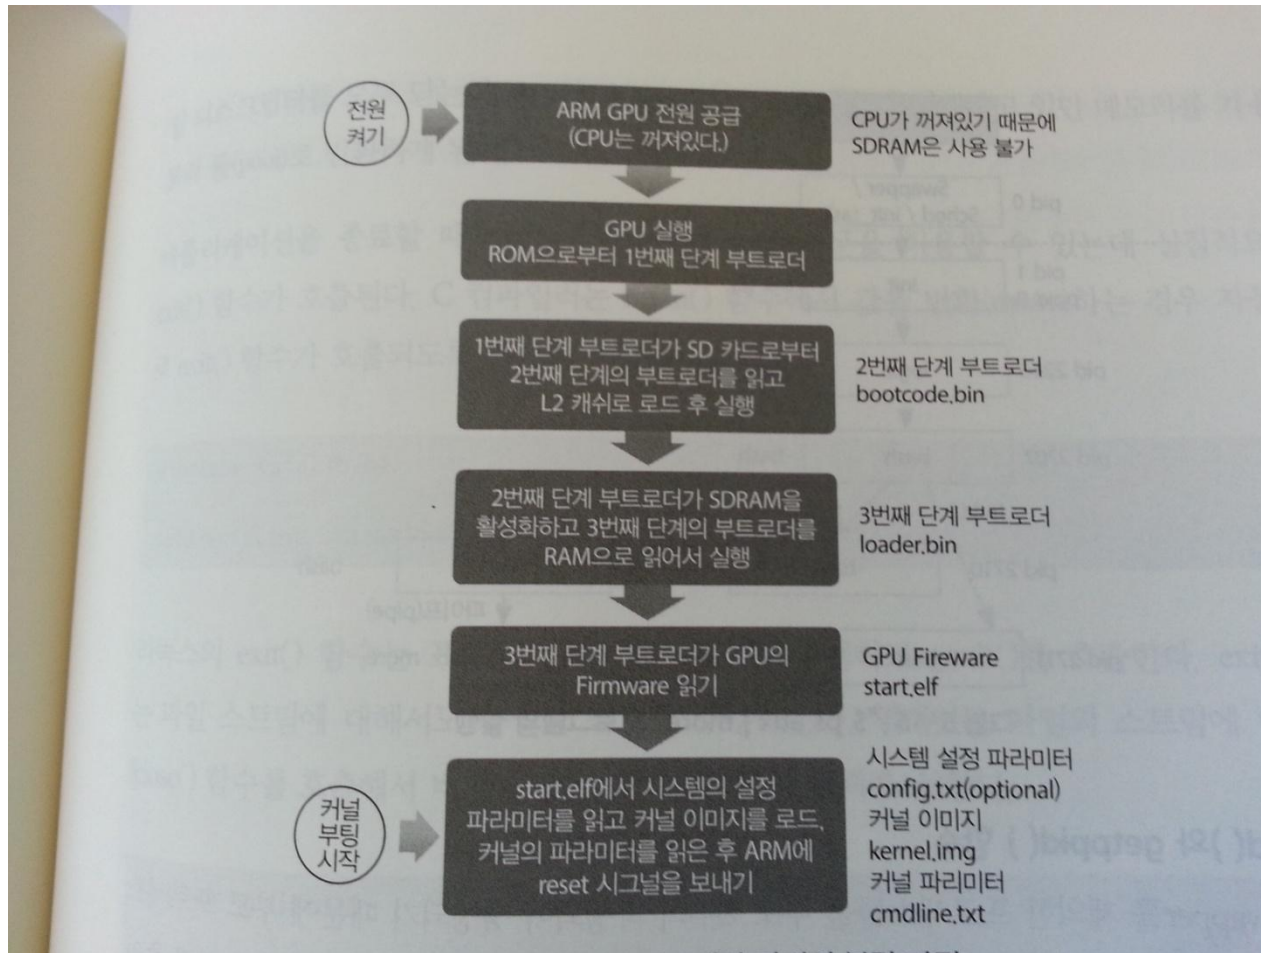 전원
켜기
ARM GPU 전원 공급
(CPU는 꺼져있다.)
CPU가 꺼져있기 때문에
SDRAM은 사용 불가
GPU 실행
ROM으로부터 1번째 단계 부트로더
1번째 단계 부트로더가 SD 카드로부터
2번째 단계의 부트로더를 읽고
L2 캐쉬로 로드 후 실행
2번째 단계 부트로더
bootcode.bin
2번째 단계 부트로더가 SDRAM을
활성화하고 3번째 단계의 부트로더를
RAM으로 읽어서 실행
3번째 단계 부트로더
loader.bin
3번째 단계 부트로더가 GPU의
Firmware 읽기
GPU Fireware
start.elf
커널
부팅
시작
start.elf에서 시스템의 설정
파라미터를 읽고 커널 이미지를 로드,
커널의 파라미터를 읽은 후 ARM에
reset 시그널을 보내기
시스템 설정 파라미터
config.txt(optional)
커널 이미지
kernel.img
커널 파리미터
cmdline.txt